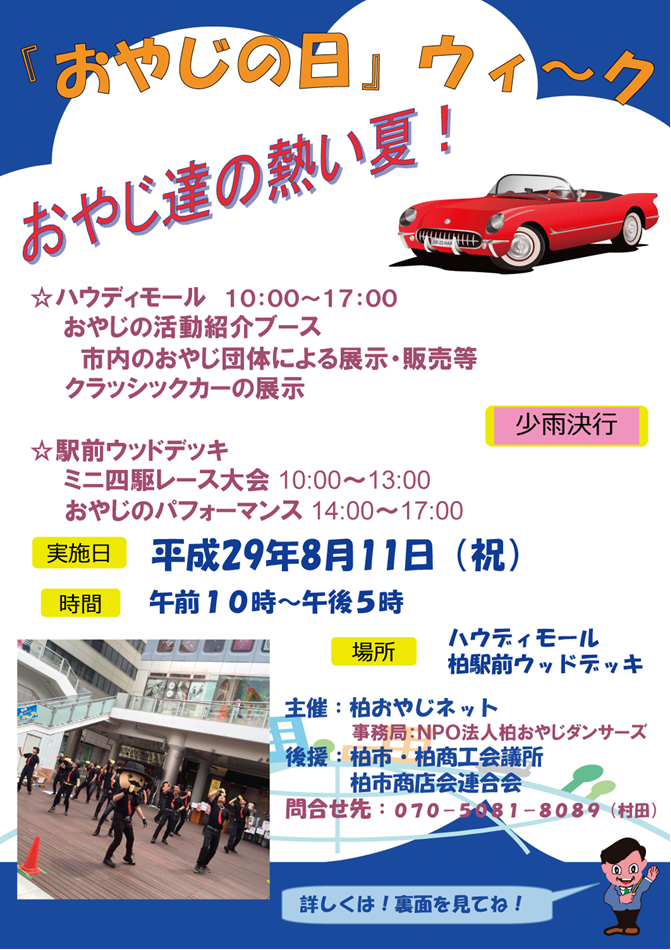 『おやじの日』ウィ～ク
おやじ達の熱い夏！
☆ハウディモール 10：00～17：00
おやじの活動紹介ブース
市内のおやじ団体による展示・販売等
クラッシックカーの展示
少雨決行
☆駅前ウッドデッキ
ミニ四駆レース大会 10:00～13:00
おやじのパフォーマンス 14:00～17:00
実施日 平成29年8月11日（祝）
時間 午前１０時～午後５時
場所 ハウディモール
柏駅前ウッドデッキ
主催：柏おやじネット
事務局：NPO法人柏おやじダンサーズ
後援：柏市・柏商工会議所
柏市商店会連合会
問合せ先：０７０－５０８１－８０８９（村田）
詳しくは！裏面を見てね！